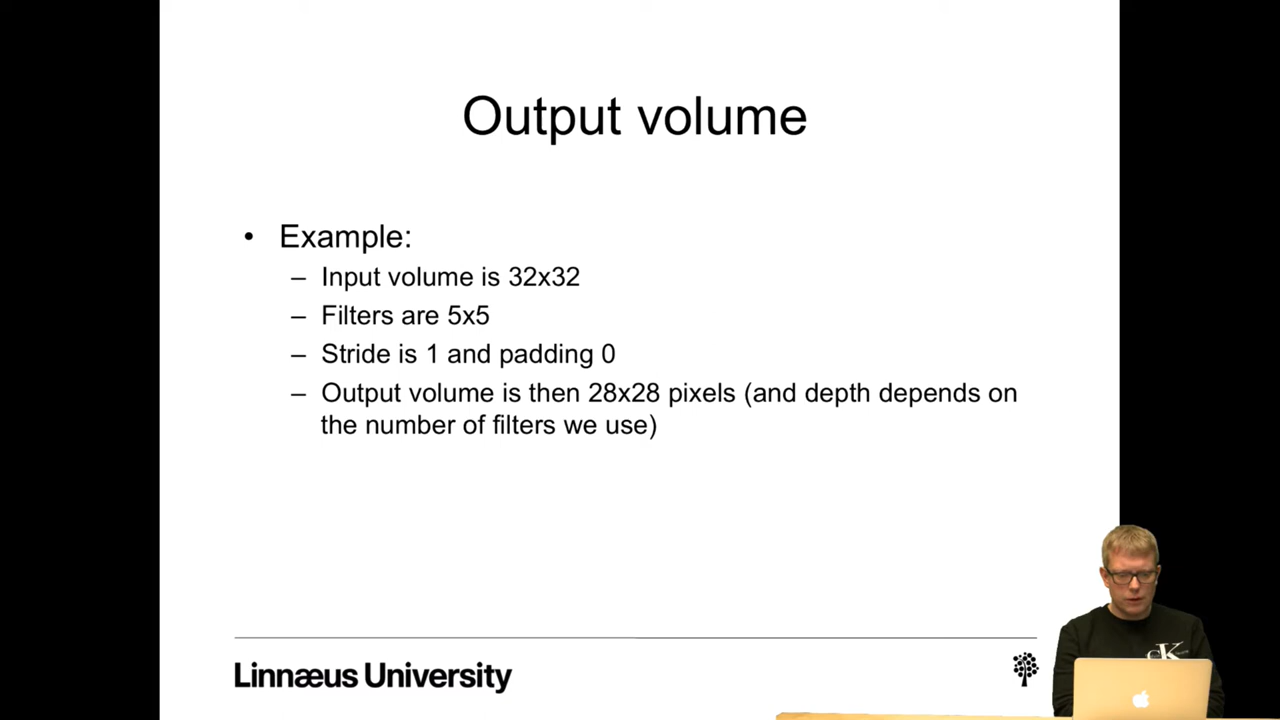 Output volume
• Example:
– Input volume is 32x32
– Filters are 5x5
– Stride is 1 and padding 0
– Output volume is then 28x28 pixels (and depth depends on
the number of filters we use)
Linnæus University
CK